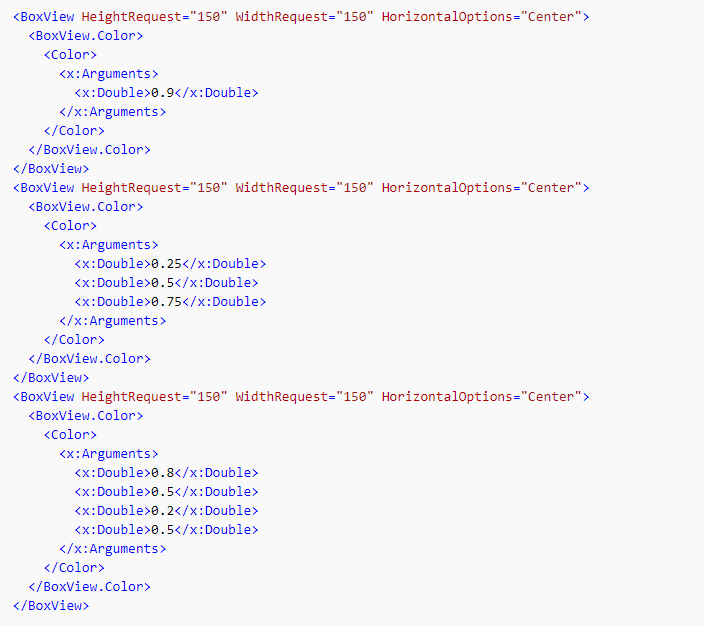 <BoxView HeightRequest="150" WidthRequest="150" HorizontalOptions="Center">
  <BoxView.Color>
    <Color>
      <x:Arguments>
        <x:Double>0.9</x:Double>
      </x:Arguments>
    </Color>
  </BoxView.Color>
</BoxView>
<BoxView HeightRequest="150" WidthRequest="150" HorizontalOptions="Center">
  <BoxView.Color>
    <Color>
      <x:Arguments>
        <x:Double>0.25</x:Double>
        <x:Double>0.5</x:Double>
        <x:Double>0.75</x:Double>
      </x:Arguments>
    </Color>
  </BoxView.Color>
</BoxView>
<BoxView HeightRequest="150" WidthRequest="150" HorizontalOptions="Center">
  <BoxView.Color>
    <Color>
      <x:Arguments>
        <x:Double>0.8</x:Double>
        <x:Double>0.5</x:Double>
        <x:Double>0.2</x:Double>
        <x:Double>0.5</x:Double>
      </x:Arguments>
    </Color>
  </BoxView.Color>
</BoxView>